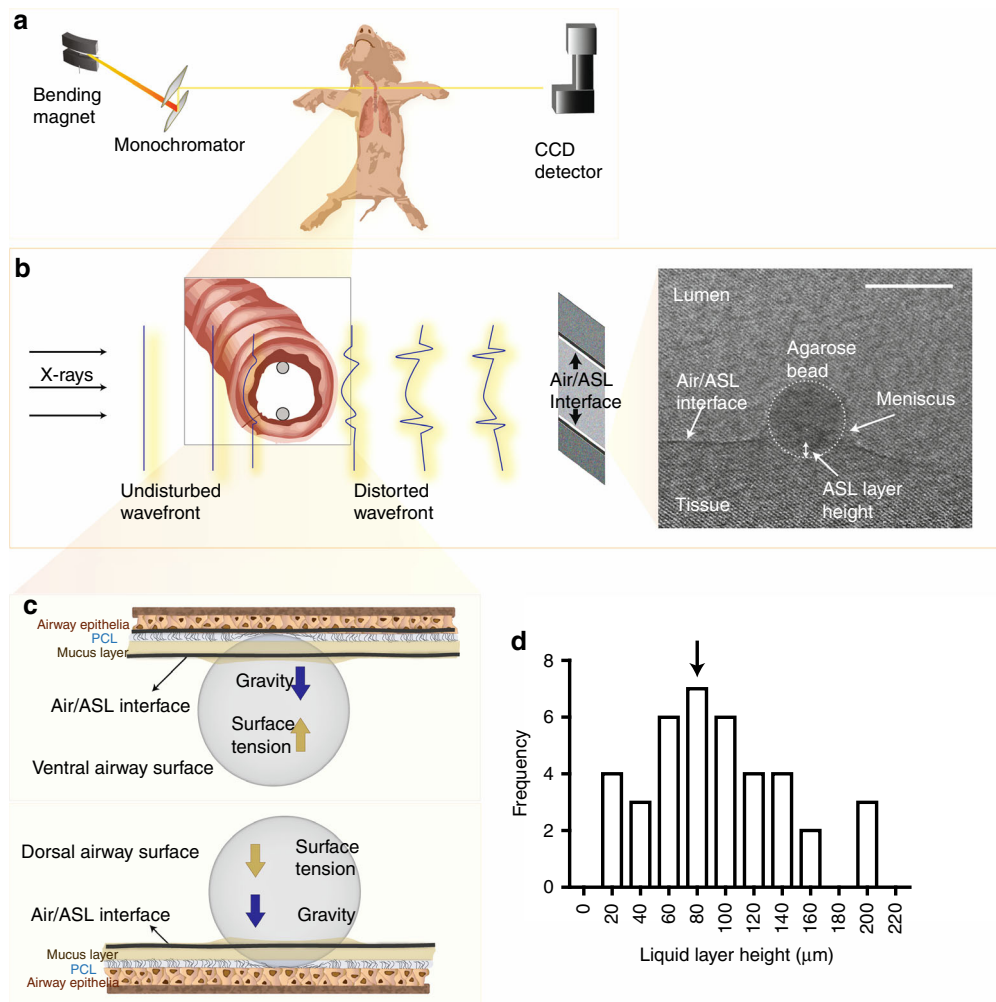 a
Bending
magnet
Monochromator
CCD
detector
b
X-rays
Undisturbed
wavefront
Distorted
wavefront
Air/ASL
Interface
Lumen
Agarose
bead
Air/ASL
interface
Meniscus
ASL layer
height
Tissue
c
Airway epithelia
PCL
Mucus layer
Air/ASL interface
Gravity
Surface
tension
Ventral airway surface
Dorsal airway surface
Surface
tension
Gravity
Air/ASL interface
Mucus layer
PCL
Airway epithelia
d
Frequency
8
6
4
2
0
0 20 40 60 80 100 120 140 160 180 200 220
Liquid layer height (μm)